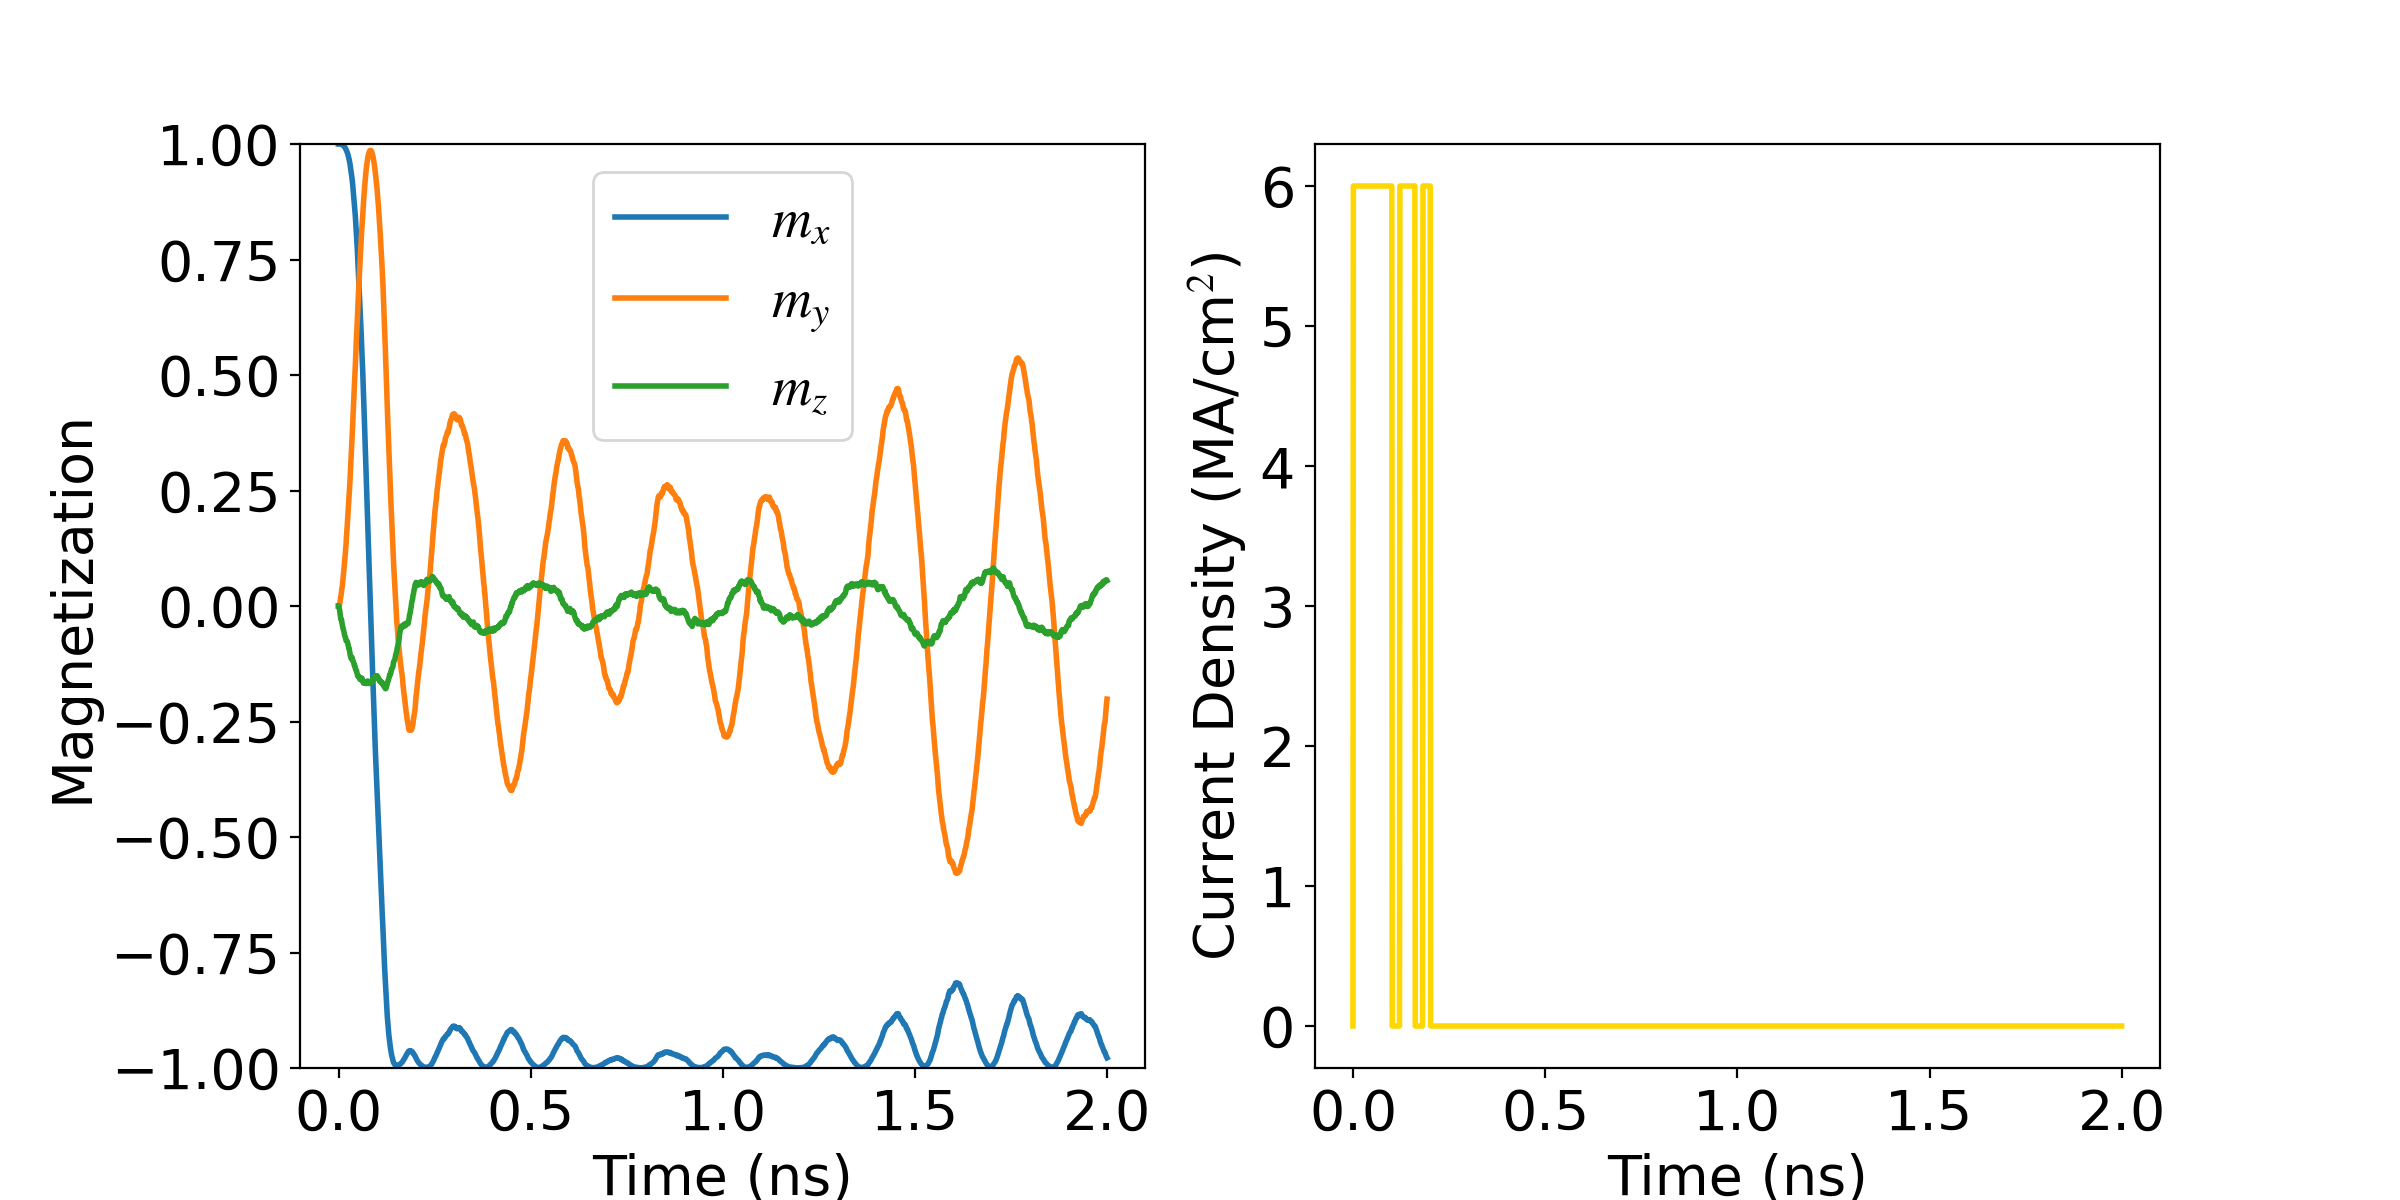 Magnetization
1.00
0.75
0.50
0.25
0.00
−0.25
−0.50
−0.75
−1.00
0.0 0.5 1.0 1.5 2.0
Time (ns)
m_x
m_y
m_z
Current Density (MA/cm²)
6
5
4
3
2
1
0
0.0 0.5 1.0 1.5 2.0
Time (ns)